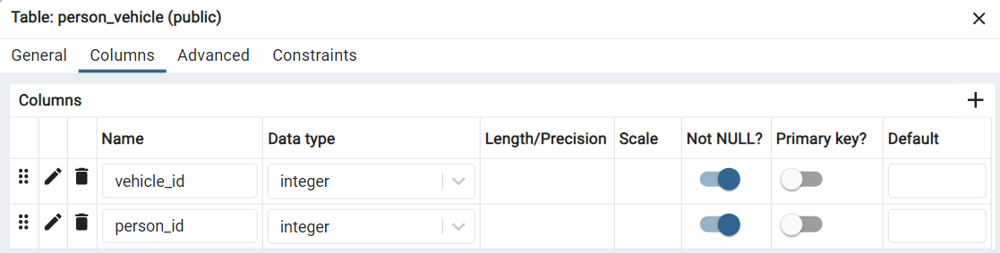 Table: person_vehicle (public)
General Columns Advanced Constraints
Columns
Name Data type Length/Precision Scale Not NULL? Primary key? Default
vehicle_id integer
person_id integer